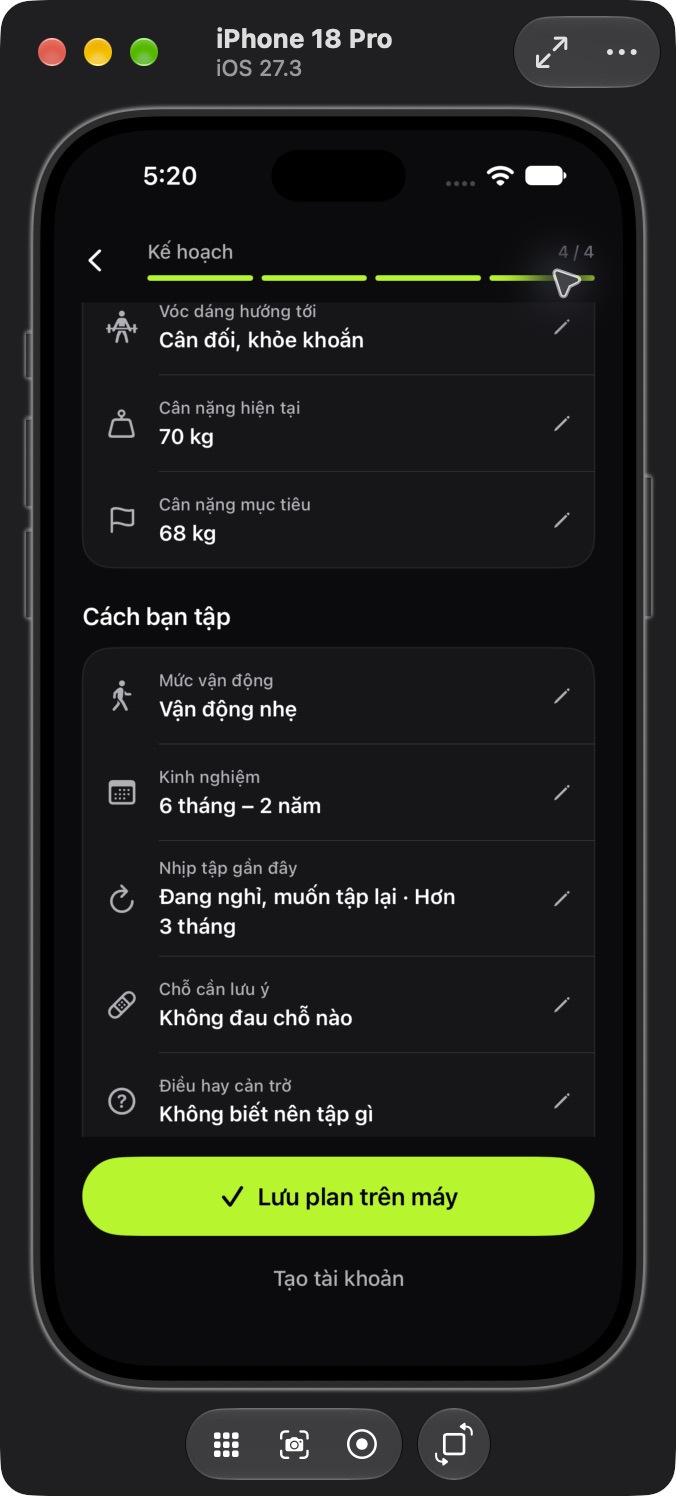 iPhone 18 Pro
iOS 27.3
5:20
Kế hoạch
4 / 4
Vóc dáng hướng tới
Cân đối, khỏe khoắn
Cân nặng hiện tại
70 kg
Cân nặng mục tiêu
68 kg
Cách bạn tập
Mức vận động
Vận động nhẹ
Kinh nghiệm
6 tháng – 2 năm
Nhịp tập gần đây
Đang nghỉ, muốn tập lại · Hơn
3 tháng
Chỗ cần lưu ý
Không đau chỗ nào
Điều hay cản trở
Không biết nên tập gì
Lưu plan trên máy
Tạo tài khoản